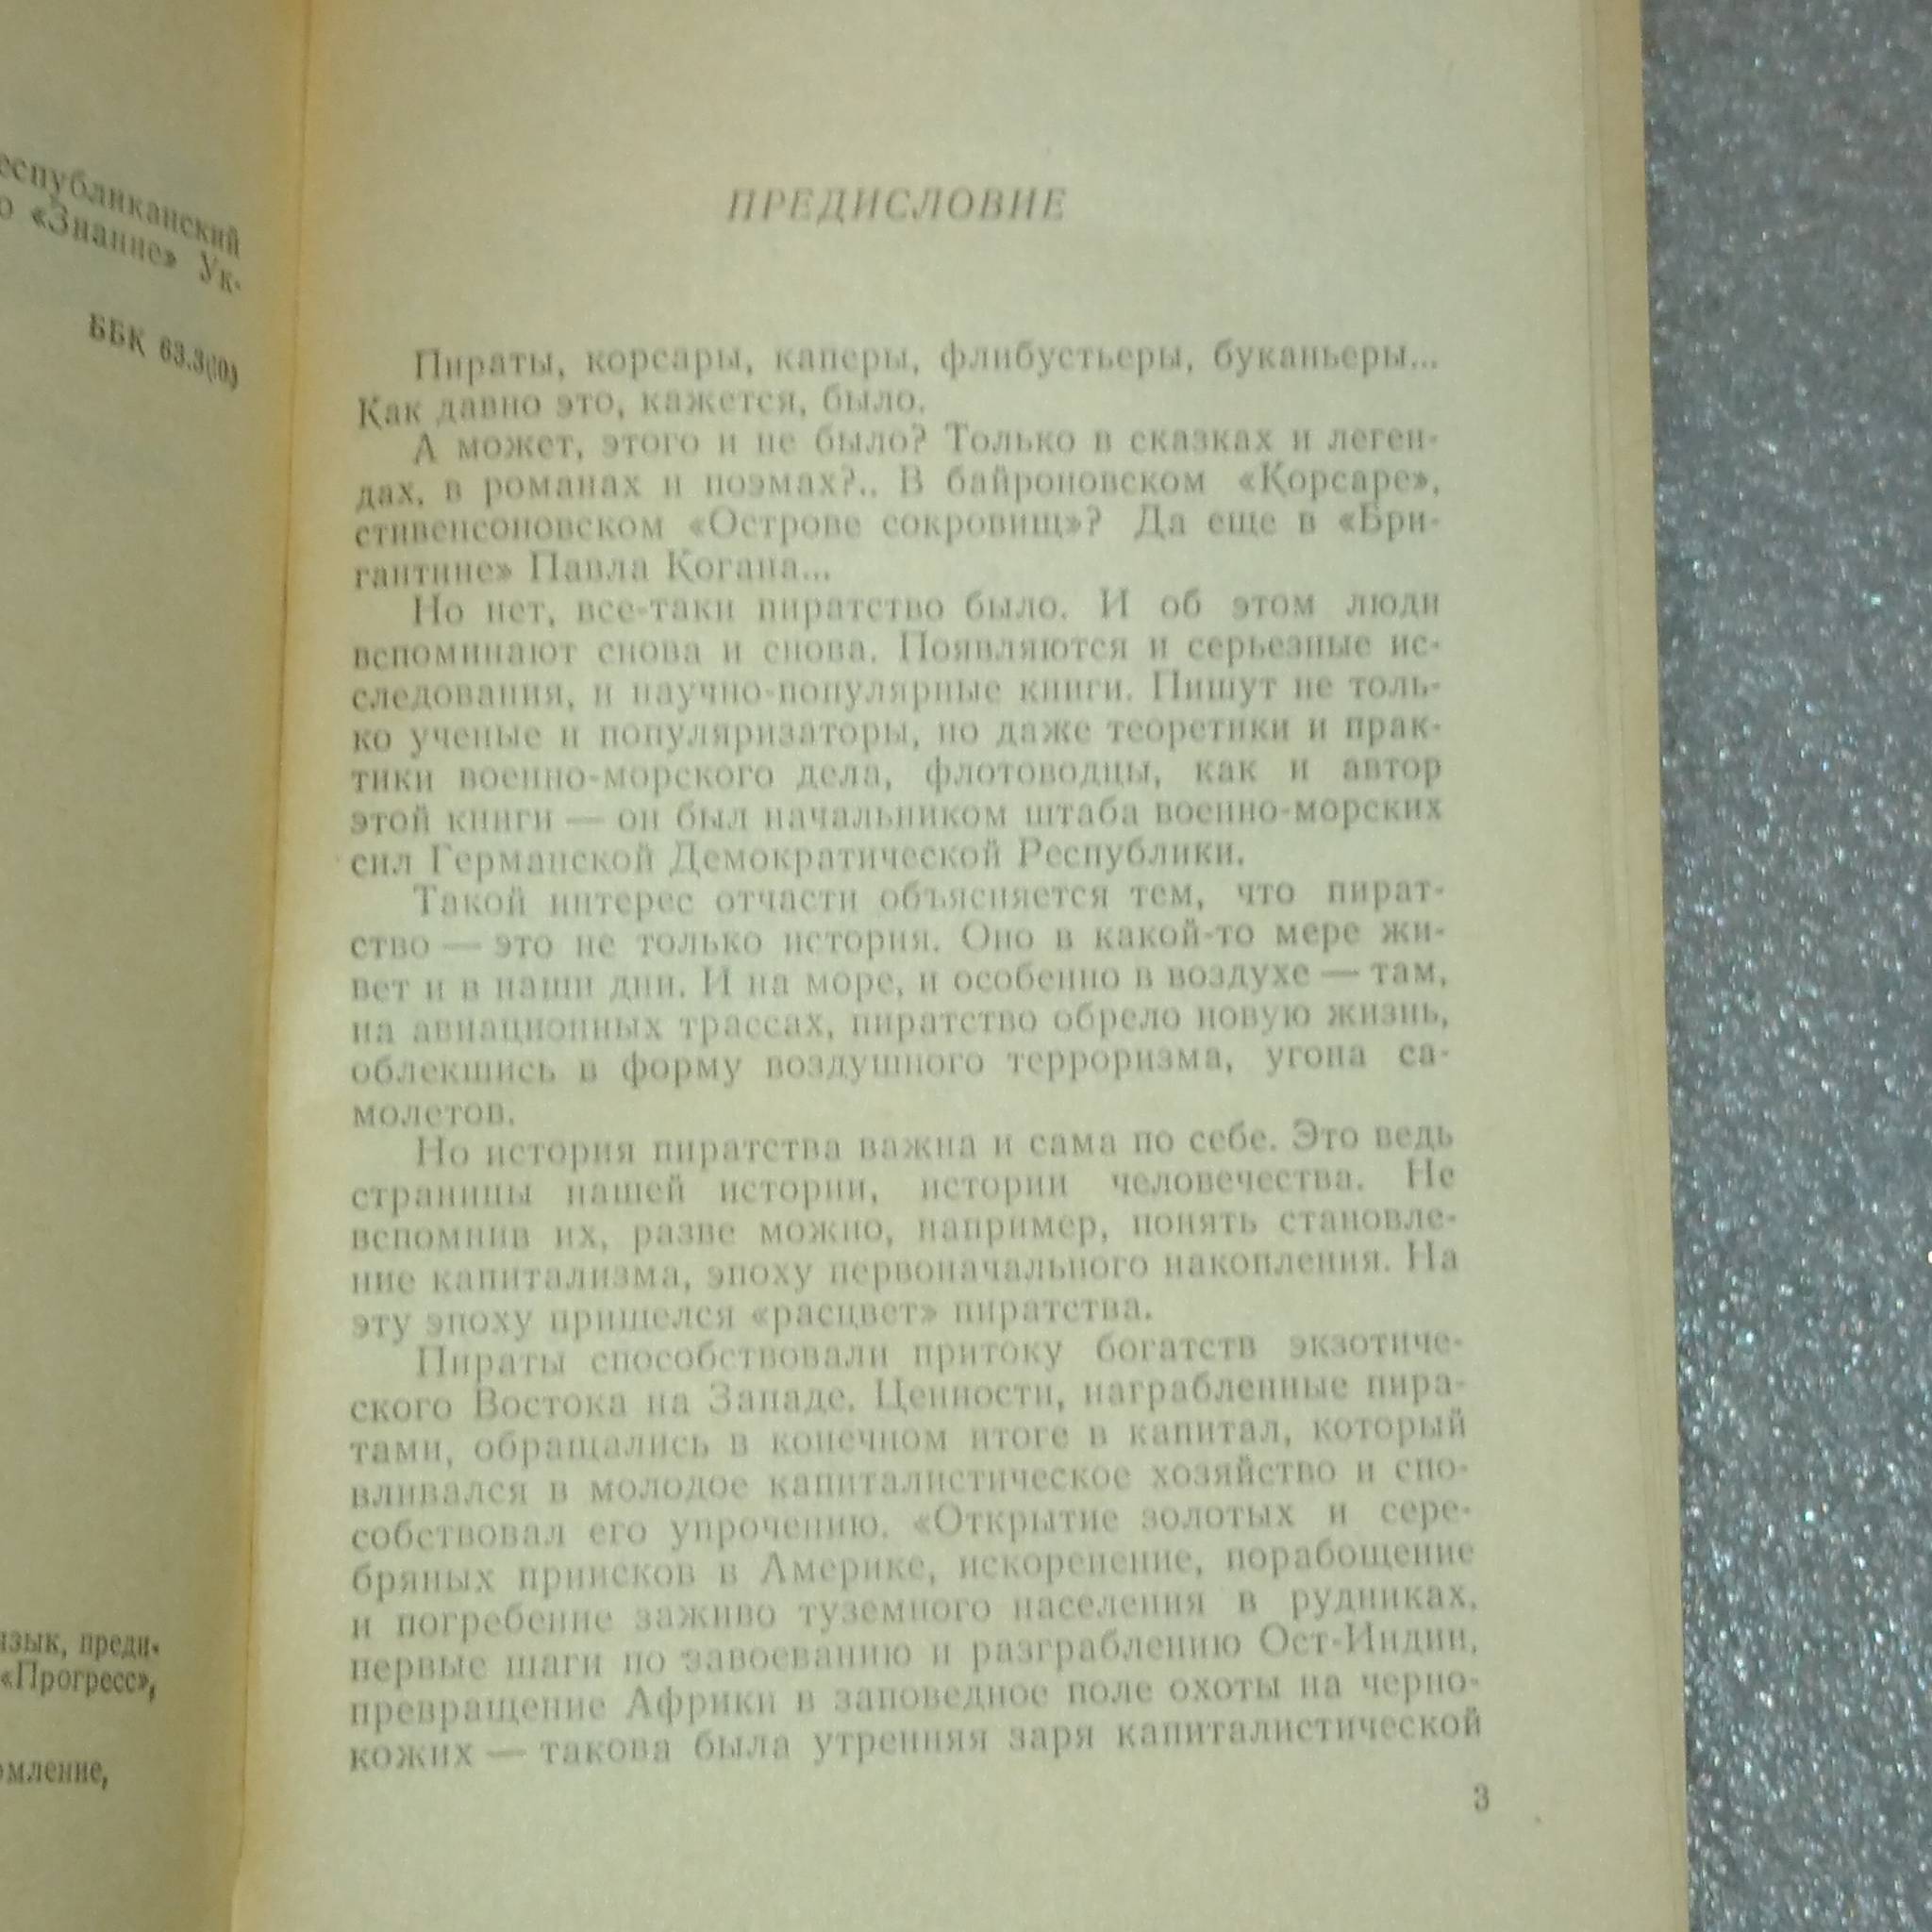 еспубликанский
о «Знание» Ук-
ББК 63.3(0)
язык, преди-
«Прогресс»,
омление,
ПРЕДИСЛОВИЕ
Пираты, корсары, каперы, флибустьеры, буканьеры...
Как давно это, кажется, было.
А может, этого и не было? Только в сказках и леген-
дах, в романах и поэмах?.. В байроновском «Корсаре»,
стивенсоновском «Острове сокровищ»? Да еще в «Бри-
гантине» Павла Когана...
Но нет, все-таки пиратство было. И об этом люди
вспоминают снова и снова. Появляются и серьезные ис-
следования, и научно-популярные книги. Пишут не толь-
ко ученые и популяризаторы, но даже теоретики и прак-
тики военно-морского дела, флотоводцы, как и автор
этой книги — он был начальником штаба военно-морских
сил Германской Демократической Республики.
Такой интерес отчасти объясняется тем, что пират-
ство — это не только история. Оно в какой-то мере жи-
вет и в наши дни. И на море, и особенно в воздухе — там,
на авиационных трассах, пиратство обрело новую жизнь,
облекшись в форму воздушного терроризма, угона са-
молетов.
Но история пиратства важна и сама по себе. Это ведь
страницы нашей истории, истории человечества. Не
вспомнив их, разве можно, например, понять становле-
ние капитализма, эпоху первоначального накопления. На
эту эпоху пришелся «расцвет» пиратства.
Пираты способствовали притоку богатств экзотиче-
ского Востока на Западе. Ценности, награбленные пира-
тами, обращались в конечном итоге в капитал, который
вливался в молодое капиталистическое хозяйство и спо-
собствовал его упрочению. «Открытие золотых и сере-
бряных приисков в Америке, искоренение, порабощение
и погребение заживо туземного населения в рудниках,
первые шаги по завоеванию и разграблению Ост-Индии,
превращение Африки в заповедное поле охоты на черно-
кожих — такова была утренняя заря капиталистической
3